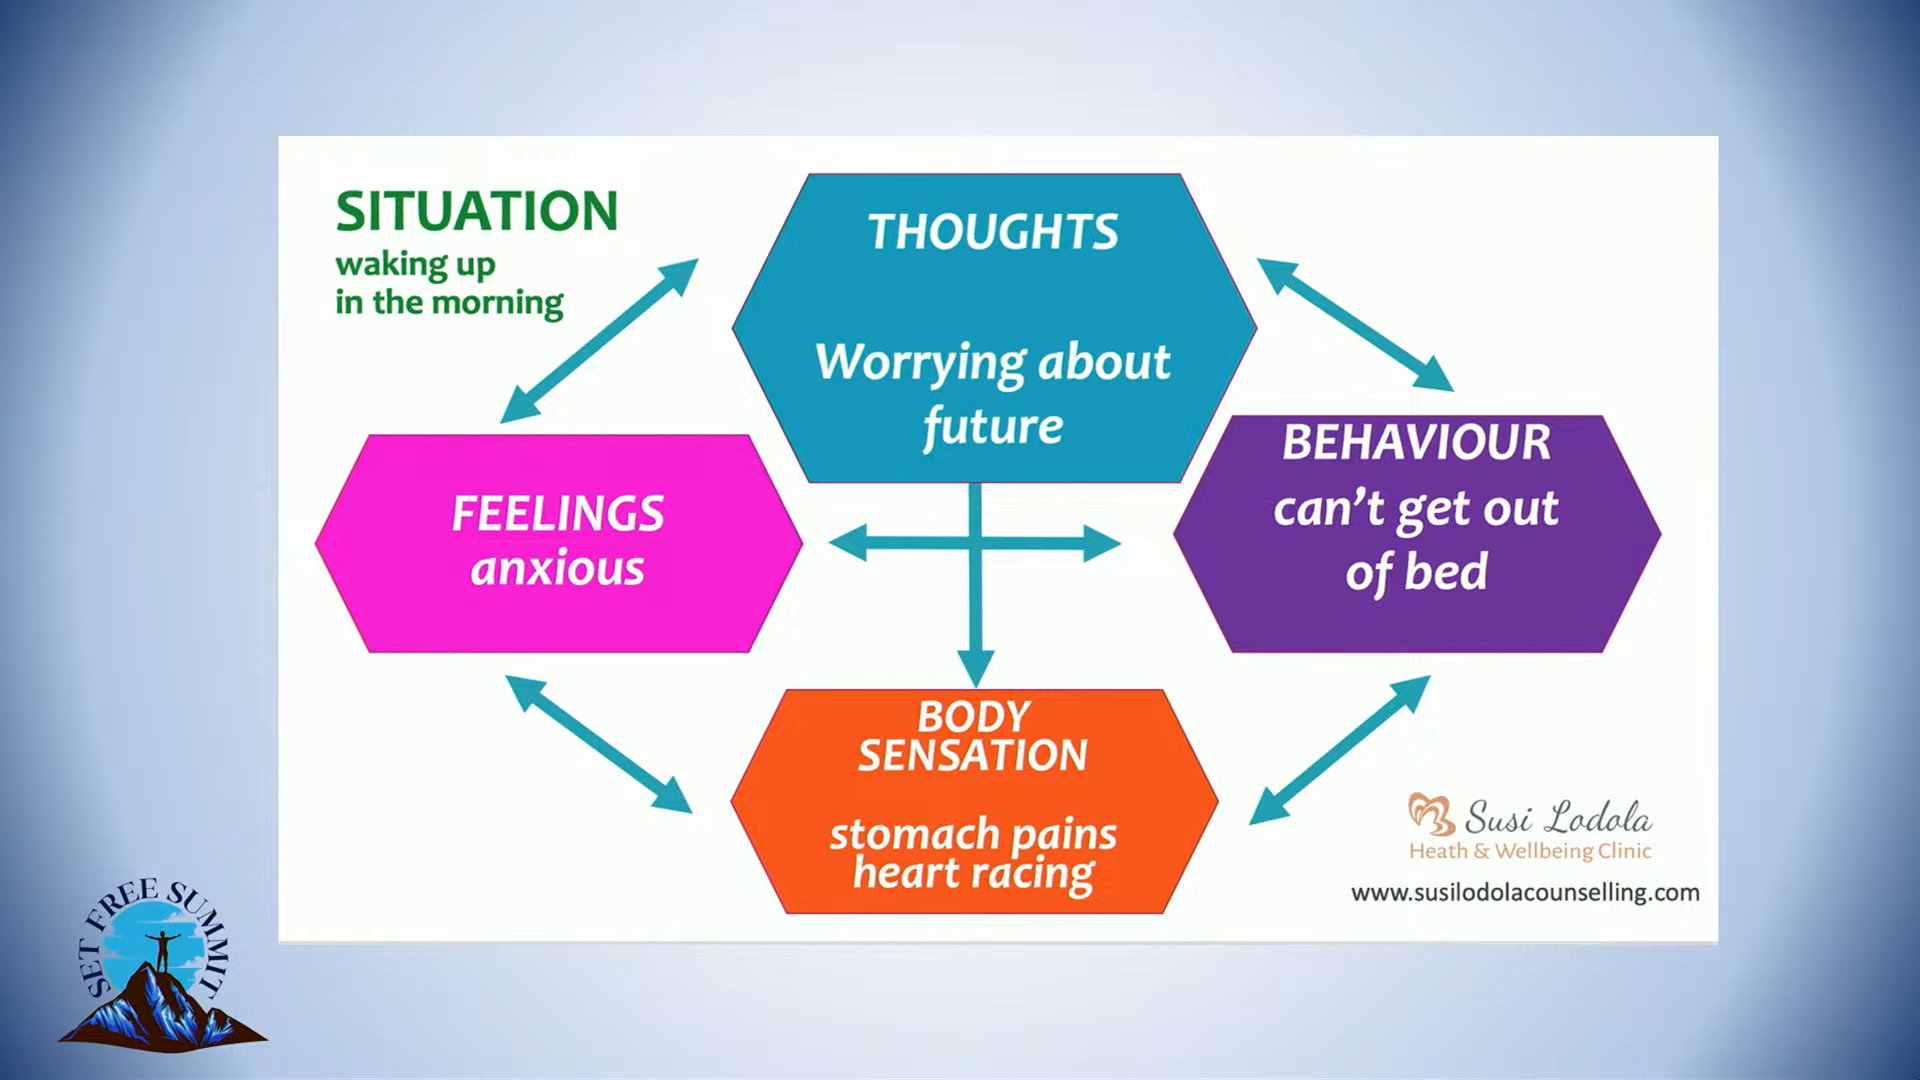 SITUATION
waking up
in the morning
THOUGHTS
Worrying about
future
FEELINGS
anxious
BEHAVIOUR
can't get out
of bed
BODY
SENSATION
stomach pains
heart racing
Susi Lodola
Heath & Wellbeing Clinic
www.susilodolacounselling.com
SET FREE SUMMIT